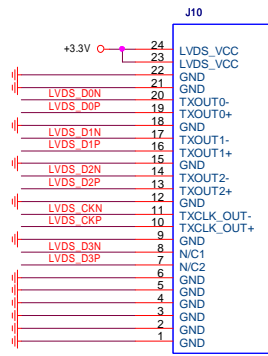 J10
+3.3V 24 LVDS_VCC
23 LVDS_VCC
22 GND
21 GND
LVDS_D0N 20 TXOUT0-
LVDS_D0P 19 TXOUT0+
18 GND
LVDS_D1N 17 TXOUT1-
LVDS_D1P 16 TXOUT1+
15 GND
LVDS_D2N 14 TXOUT2-
LVDS_D2P 13 TXOUT2+
12 GND
LVDS_CKN 11 TXCLK_OUT-
LVDS_CKP 10 TXCLK_OUT+
9 GND
LVDS_D3N 8 N/C1
LVDS_D3P 7 N/C2
6 GND
5 GND
4 GND
3 GND
2 GND
1 GND